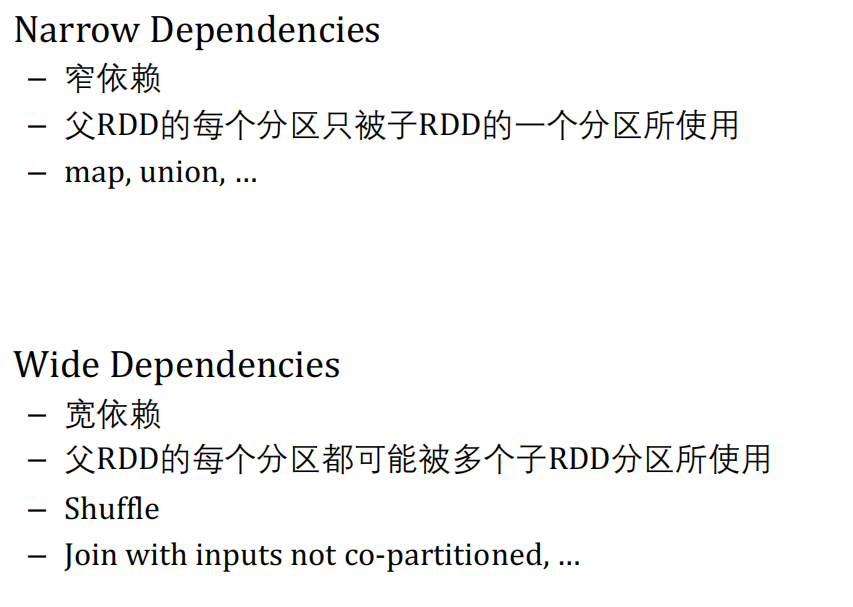 Narrow Dependencies
– 窄依赖
– 父RDD的每个分区只被子RDD的一个分区所使用
– map, union, …
Wide Dependencies
– 宽依赖
– 父RDD的每个分区都可能被多个子RDD分区所使用
– Shuffle
– Join with inputs not co-partitioned, …